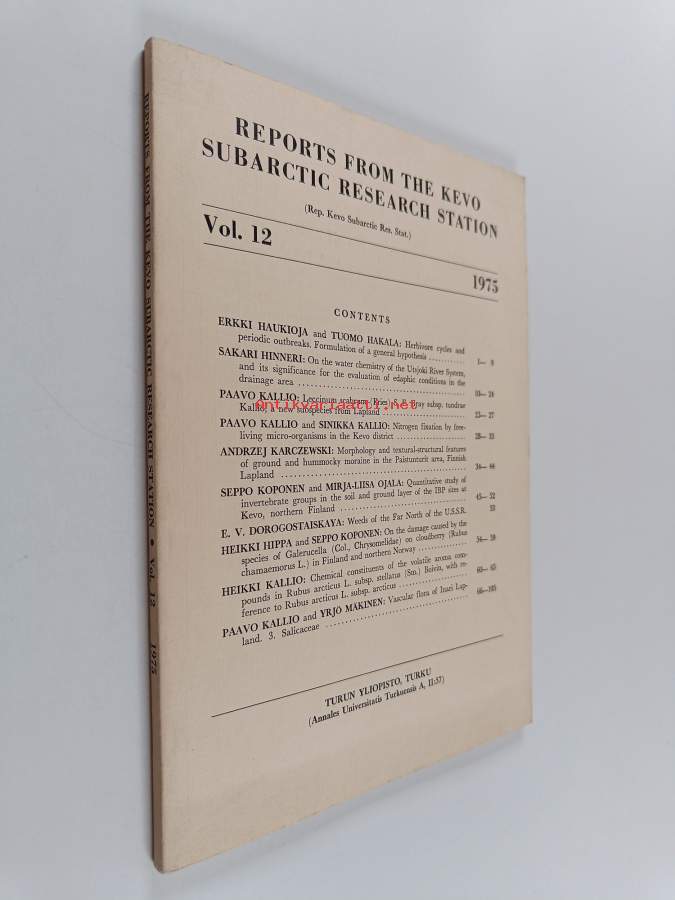 REPORTS FROM THE KEVO SUBARCTIC RESEARCH STATION • Vol. 12 1975
REPORTS FROM THE KEVO
SUBARCTIC RESEARCH STATION
(Rep. Kevo Subarctic Res. Stat.)
Vol. 12
1975
CONTENTS
ERKKI HAUKIOJA and TUOMO HAKALA: Herbivore cycles and
periodic outbreaks. Formulation of a general hypothesis ............ 1— 9
SAKARI HINNERI: On the water chemistry of the Utsjoki River System,
and its significance for the evaluation of edaphic conditions in the
drainage area ............ 10— 24
PAAVO KALLIO: Leccinum scabrum (Fries) S. F. Gray subsp. tundrae
Kallio, a new subspecies from Lapland ............ 25— 27
antikvariaatti.net
PAAVO KALLIO and SINIKKA KALLIO: Nitrogen fixation by free-
living micro-organisms in the Kevo district ............ 28— 33
ANDRZEJ KARCZEWSKI: Morphology and textural-structural features
of ground and hummocky moraine in the Paistunturit area, Finnish
Lapland ............ 34— 44
SEPPO KOPONEN and MIRJA-LIISA OJALA: Quantitative study of
invertebrate groups in the soil and ground layer of the IBP sites at
Kevo, northern Finland ............ 45— 52
E. V. DOROGOSTAISKAYA: Weeds of the Far North of the U.S.S.R. 53
HEIKKI HIPPA and SEPPO KOPONEN: On the damage caused by the
species of Galerucella (Col., Chrysomelidae) on cloudberry (Rubus
chamaemorus L.) in Finland and northern Norway ............ 54— 59
HEIKKI KALLIO: Chemical constituents of the volatile aroma com-
pounds in Rubus arcticus L. subsp. stellatus (Sm.) Boivin, with re-
ference to Rubus arcticus L. subsp. arcticus ............ 60— 65
PAAVO KALLIO and YRJÖ MÄKINEN: Vascular flora of Inari Lap-
land. 3. Salicaceae ............ 66—105
TURUN YLIOPISTO, TURKU
(Annales Universitatis Turkuensis A, II:57)